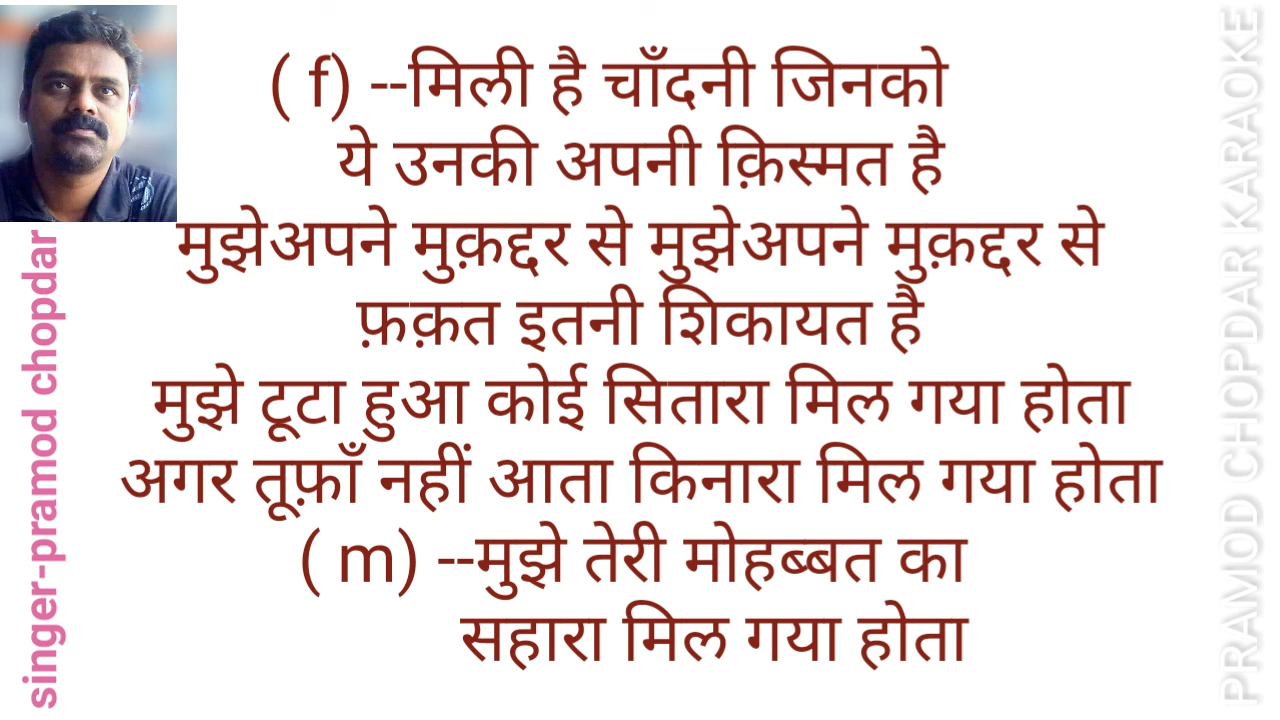 ( f) --मिली है चाँदनी जिनको
ये उनकी अपनी क़िस्मत है
मुझेअपने मुक़द्दर से मुझेअपने मुक़द्दर से
फ़क़त इतनी शिकायत है
मुझे टूटा हुआ कोई सितारा मिल गया होता
अगर तूफ़ाँ नहीं आता किनारा मिल गया होता
( m) --मुझे तेरी मोहब्बत का
सहारा मिल गया होता
singer-pramod chopdar
PRAMOD CHOPDAR KARAOKE